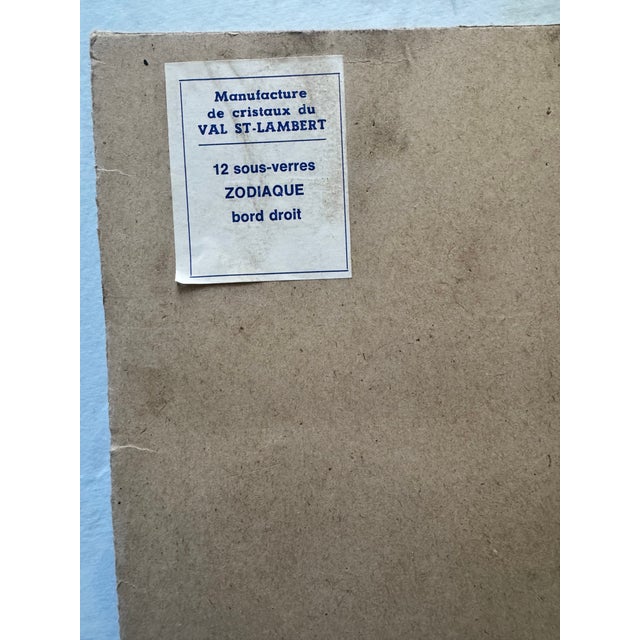 Manufacture
de cristaux du
VAL ST-LAMBERT
12 sous-verres
ZODIAQUE
bord droit